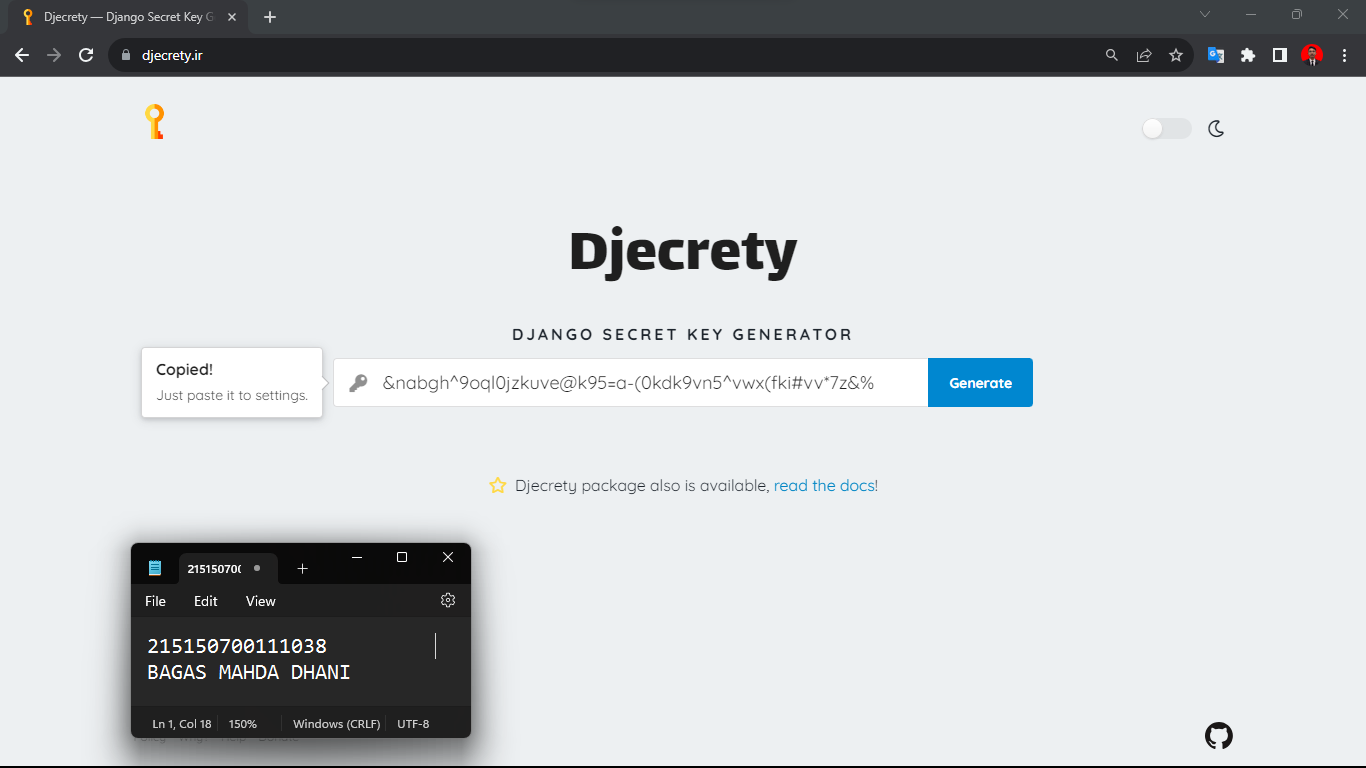 Djecrety — Django Secret Key G
djecrety.ir
Djecrety
DJANGO SECRET KEY GENERATOR
Copied!
Just paste it to settings.
&nabgh^9oql0jzkuve@k95=a-(0kdk9vn5^vwx(fki#vv*7z&%
Generate
Djecrety package also is available, read the docs!
215150700
File Edit View
215150700111038
BAGAS MAHDA DHANI
Ln 1, Col 18 150% Windows (CRLF) UTF-8